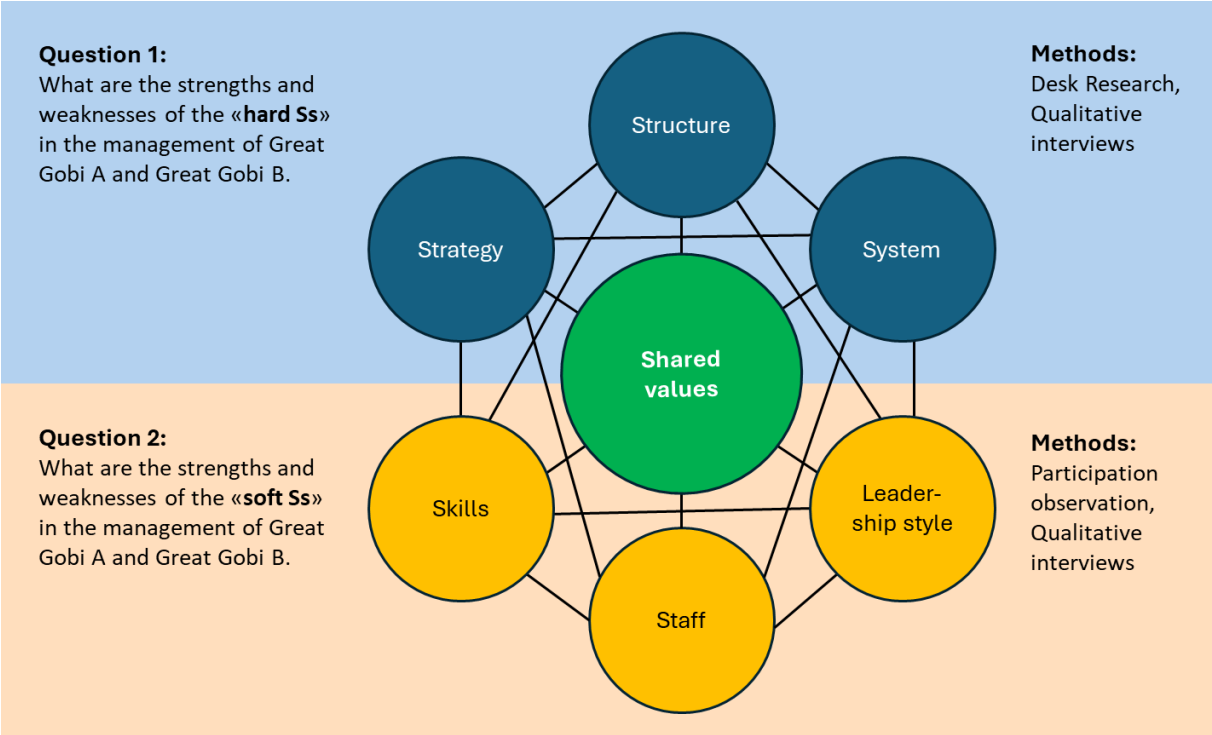 Question 1:
What are the strengths and
weaknesses of the «hard Ss»
in the management of Great
Gobi A and Great Gobi B.
Methods:
Desk Research,
Qualitative
interviews
Structure
Strategy
System
Shared
values
Question 2:
What are the strengths and
weaknesses of the «soft Ss»
in the management of Great
Gobi A and Great Gobi B.
Methods:
Participation
observation,
Qualitative
interviews
Skills
Leader-
ship style
Staff